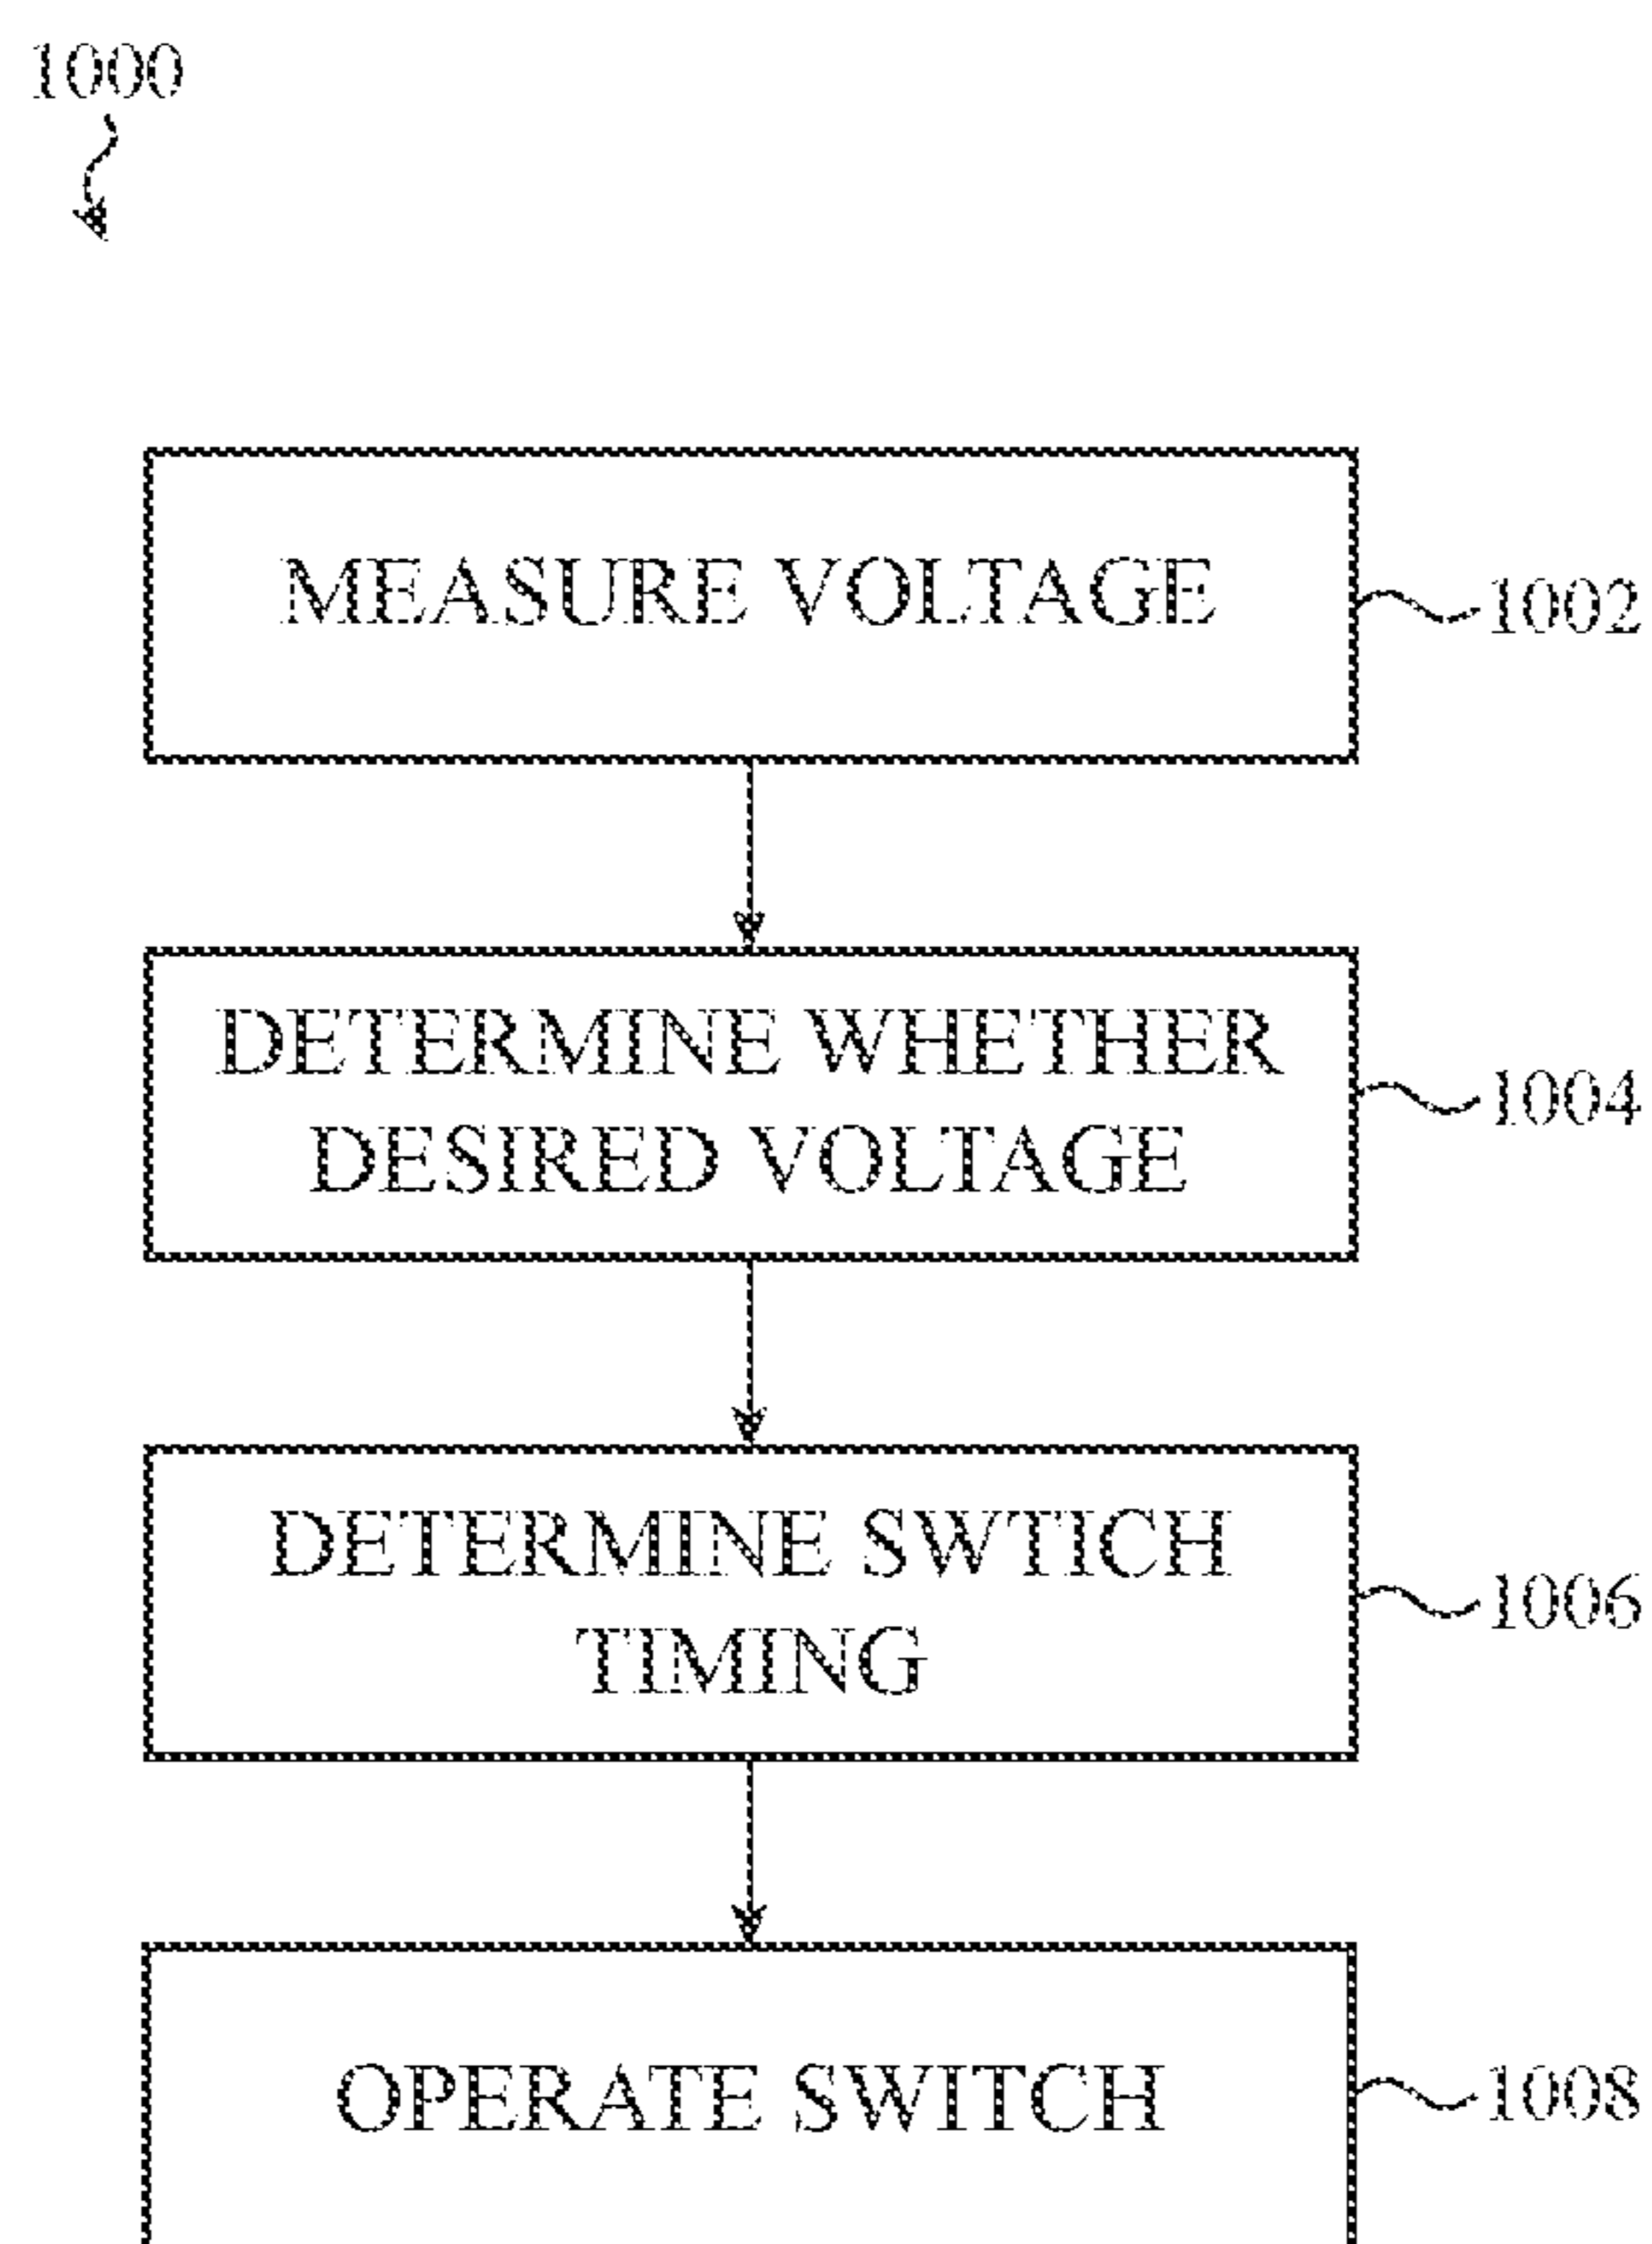 1000
MEASURE VOLTAGE
1002
DETERMINE WHETHER
DESIRED VOLTAGE
1004
DETERMINE SWTICH
TIMING
1006
OPERATE SWITCH
1008